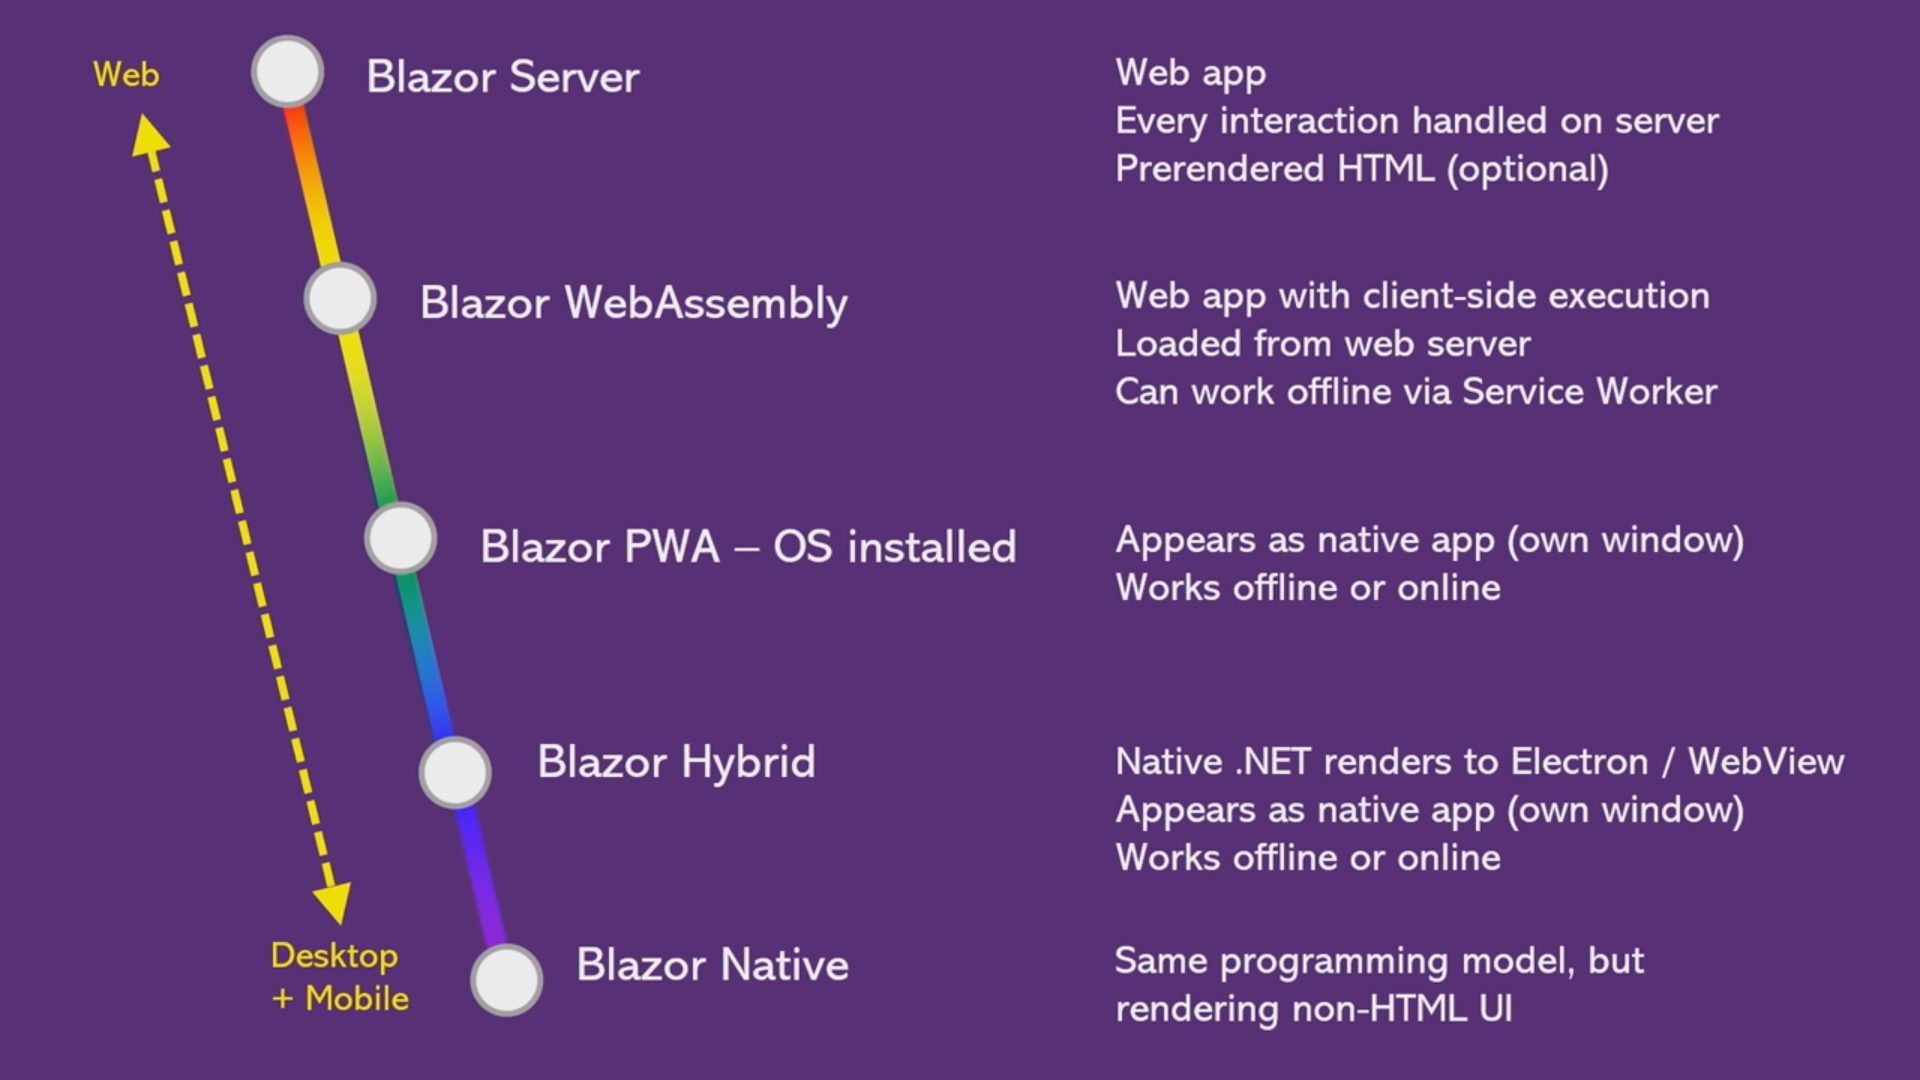 Web
Blazor Server
Web app
Every interaction handled on server
Prerendered HTML (optional)
Blazor WebAssembly
Web app with client-side execution
Loaded from web server
Can work offline via Service Worker
Blazor PWA – OS installed
Appears as native app (own window)
Works offline or online
Blazor Hybrid
Native .NET renders to Electron / WebView
Appears as native app (own window)
Works offline or online
Desktop
+ Mobile
Blazor Native
Same programming model, but
rendering non-HTML UI